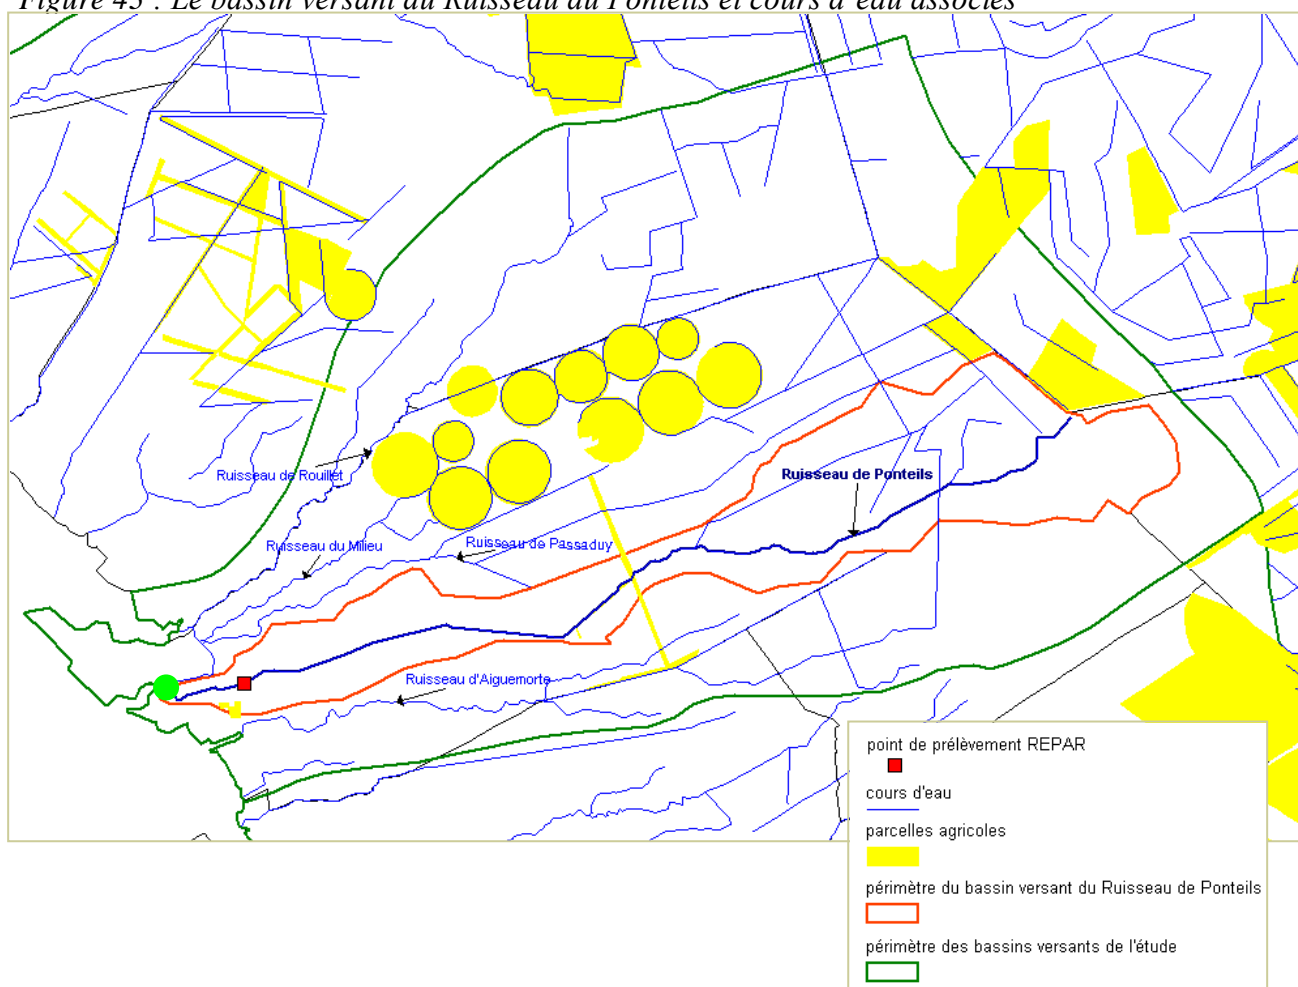 Figure 43 : Le bassin versant du Ruisseau du Ponteils et cours d'eau associés
Ruisseau de Rouillet
Ruisseau de Ponteils
Ruisseau du Milieu
Ruisseau de Passaduy
Ruisseau d'Aiguemorte
point de prélèvement REPAR
cours d'eau
parcelles agricoles
périmètre du bassin versant du Ruisseau de Ponteils
périmètre des bassins versants de l'étude